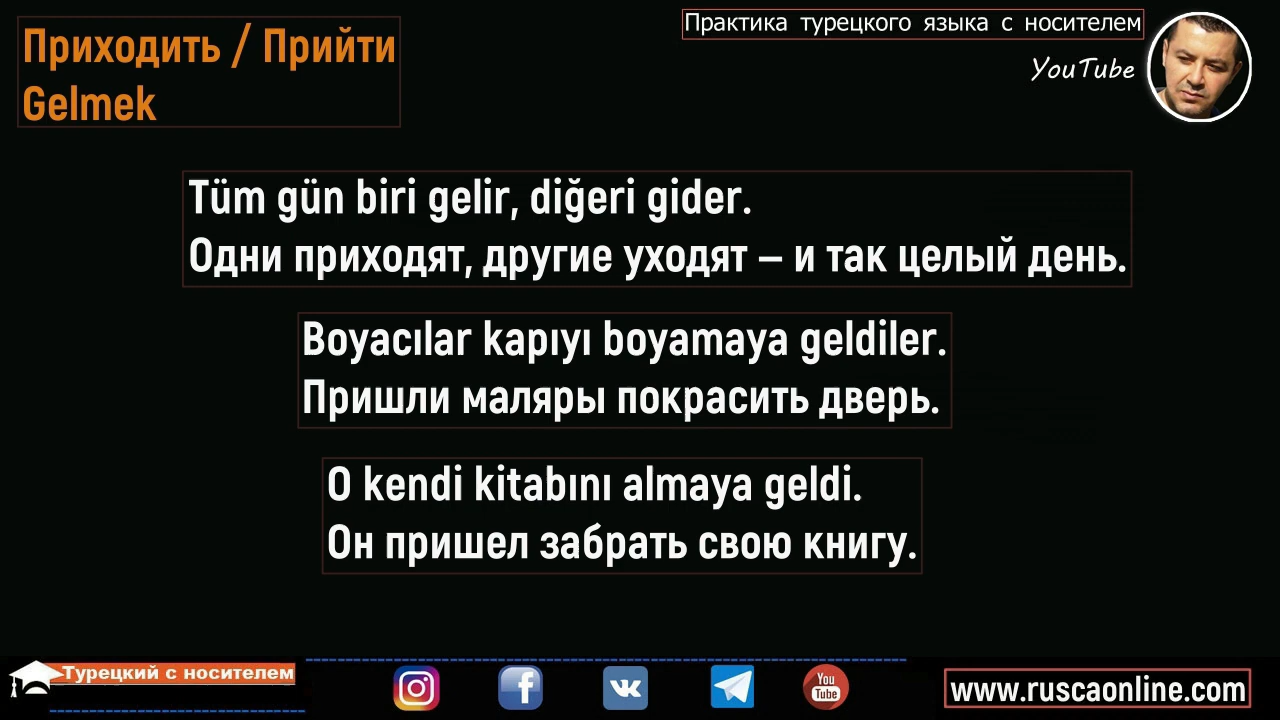 Приходить / Прийти
Gelmek
Практика турецкого языка с носителем
YouTube
Tüm gün biri gelir, diğeri gider.
Одни приходят, другие уходят – и так целый день.
Boyacılar kapıyı boyamaya geldiler.
Пришли маляры покрасить дверь.
O kendi kitabını almaya geldi.
Он пришел забрать свою книгу.
Турецкий с носителем
You
Tube
www.ruscaonline.com